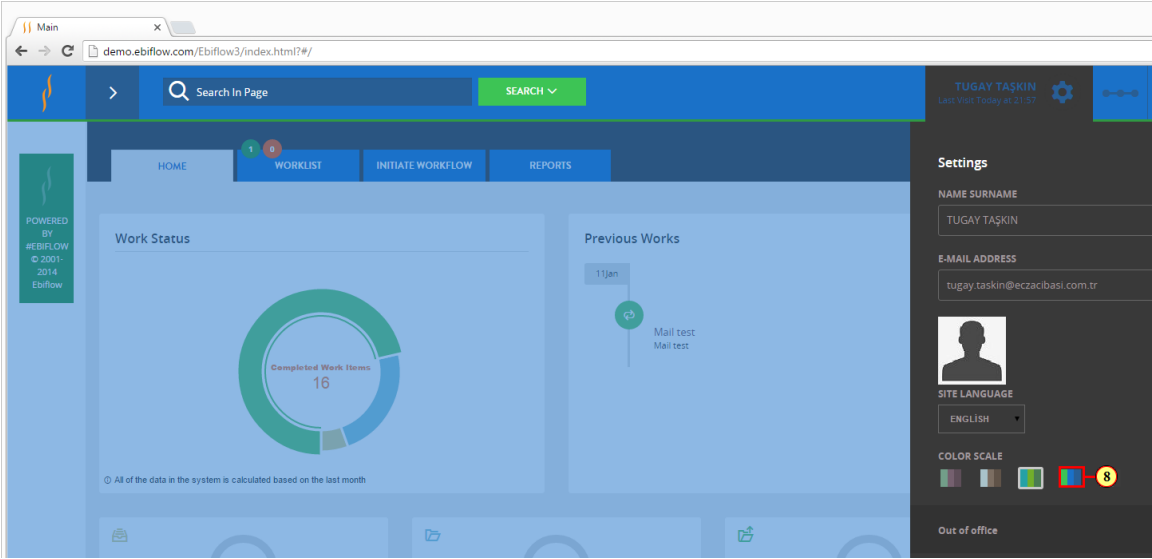 Main
demo.ebiflow.com/Ebiflow3/index.html?#/
Search In Page
SEARCH
TUGAY TAŞKIN
Last Visit Today at 21:57
HOME
1
0
WORKLIST
INITIATE WORKFLOW
REPORTS
POWERED
BY
#EBIFLOW
© 2001-
2014
Ebiflow
Work Status
Completed Work Items
16
All of the data in the system is calculated based on the last month
Previous Works
11Jan
Mail test
Mail test
Settings
NAME SURNAME
TUGAY TAŞKIN
E-MAIL ADDRESS
tugay.taskin@eczacibasi.com.tr
SITE LANGUAGE
ENGLİSH
COLOR SCALE
8
Out of office